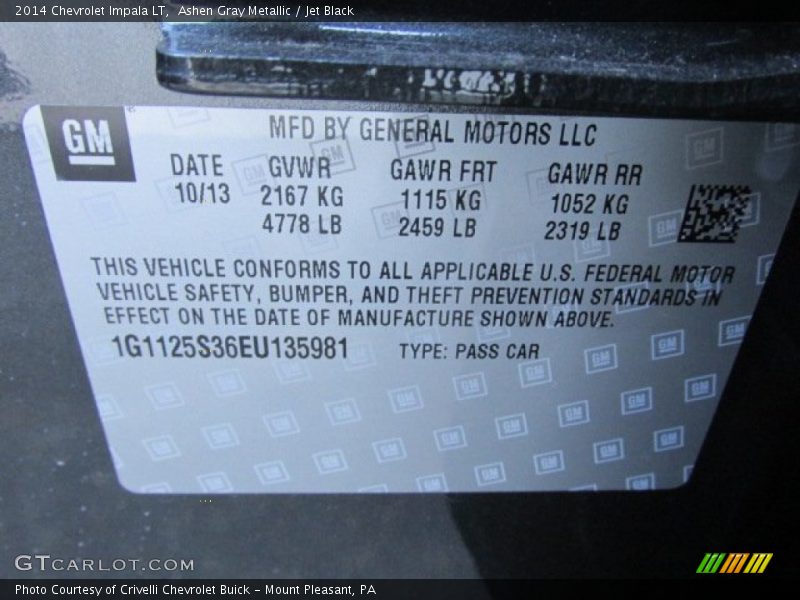 2014 Chevrolet Impala LT,  Ashen Gray Metallic / Jet Black
GM
MFD BY GENERAL MOTORS LLC
DATE GVWR GAWR FRT GAWR RR
10/13 2167 KG 1115 KG 1052 KG
4778 LB 2459 LB 2319 LB
THIS VEHICLE CONFORMS TO ALL APPLICABLE U.S. FEDERAL MOTOR
VEHICLE SAFETY, BUMPER, AND THEFT PREVENTION STANDARDS IN
EFFECT ON THE DATE OF MANUFACTURE SHOWN ABOVE.
1G1125S36EU135981 TYPE: PASS CAR
GTCARLOT.COM
Photo Courtesy of Crivelli Chevrolet Buick – Mount Pleasant, PA